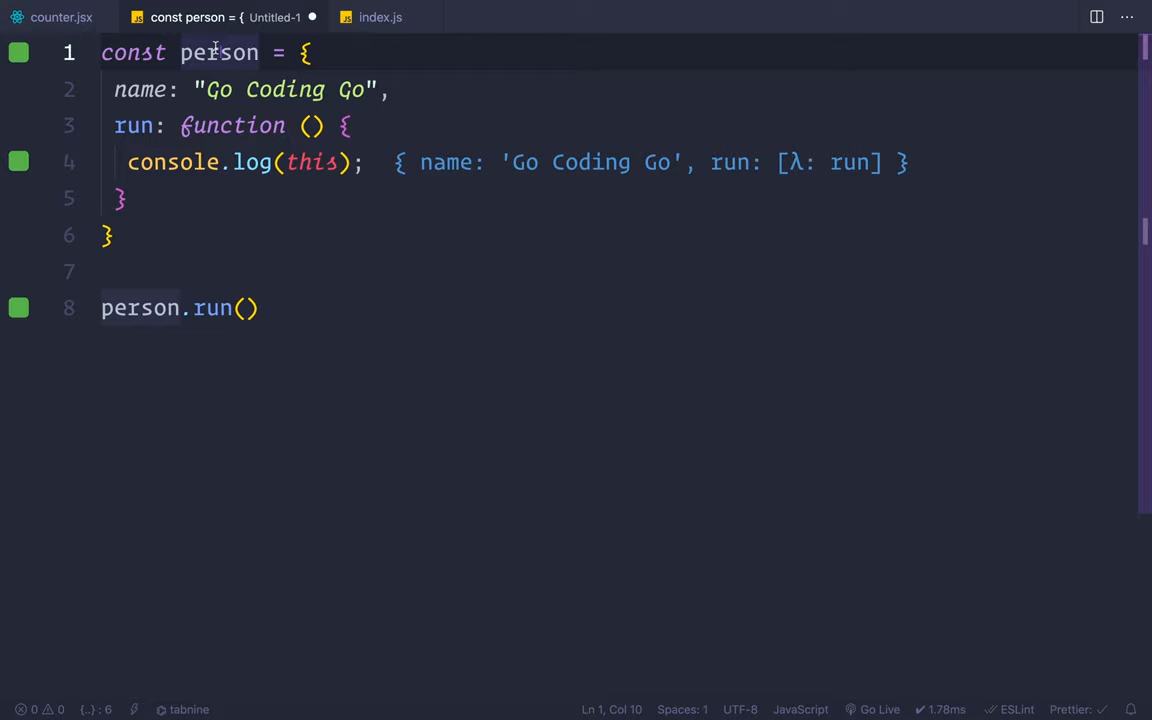 counter.jsx const person = { Untitled-1 index.js
1 const person = {
2 name: "Go Coding Go",
3 run: function () {
4 console.log(this); { name: 'Go Coding Go', run: [λ: run] }
5 }
6 }
7
8 person.run()
0 0 {..} : 6 tabnine Ln 1, Col 10 Spaces: 1 UTF-8 JavaScript Go Live ✓ 1.78ms ESLint Prettier: ✓